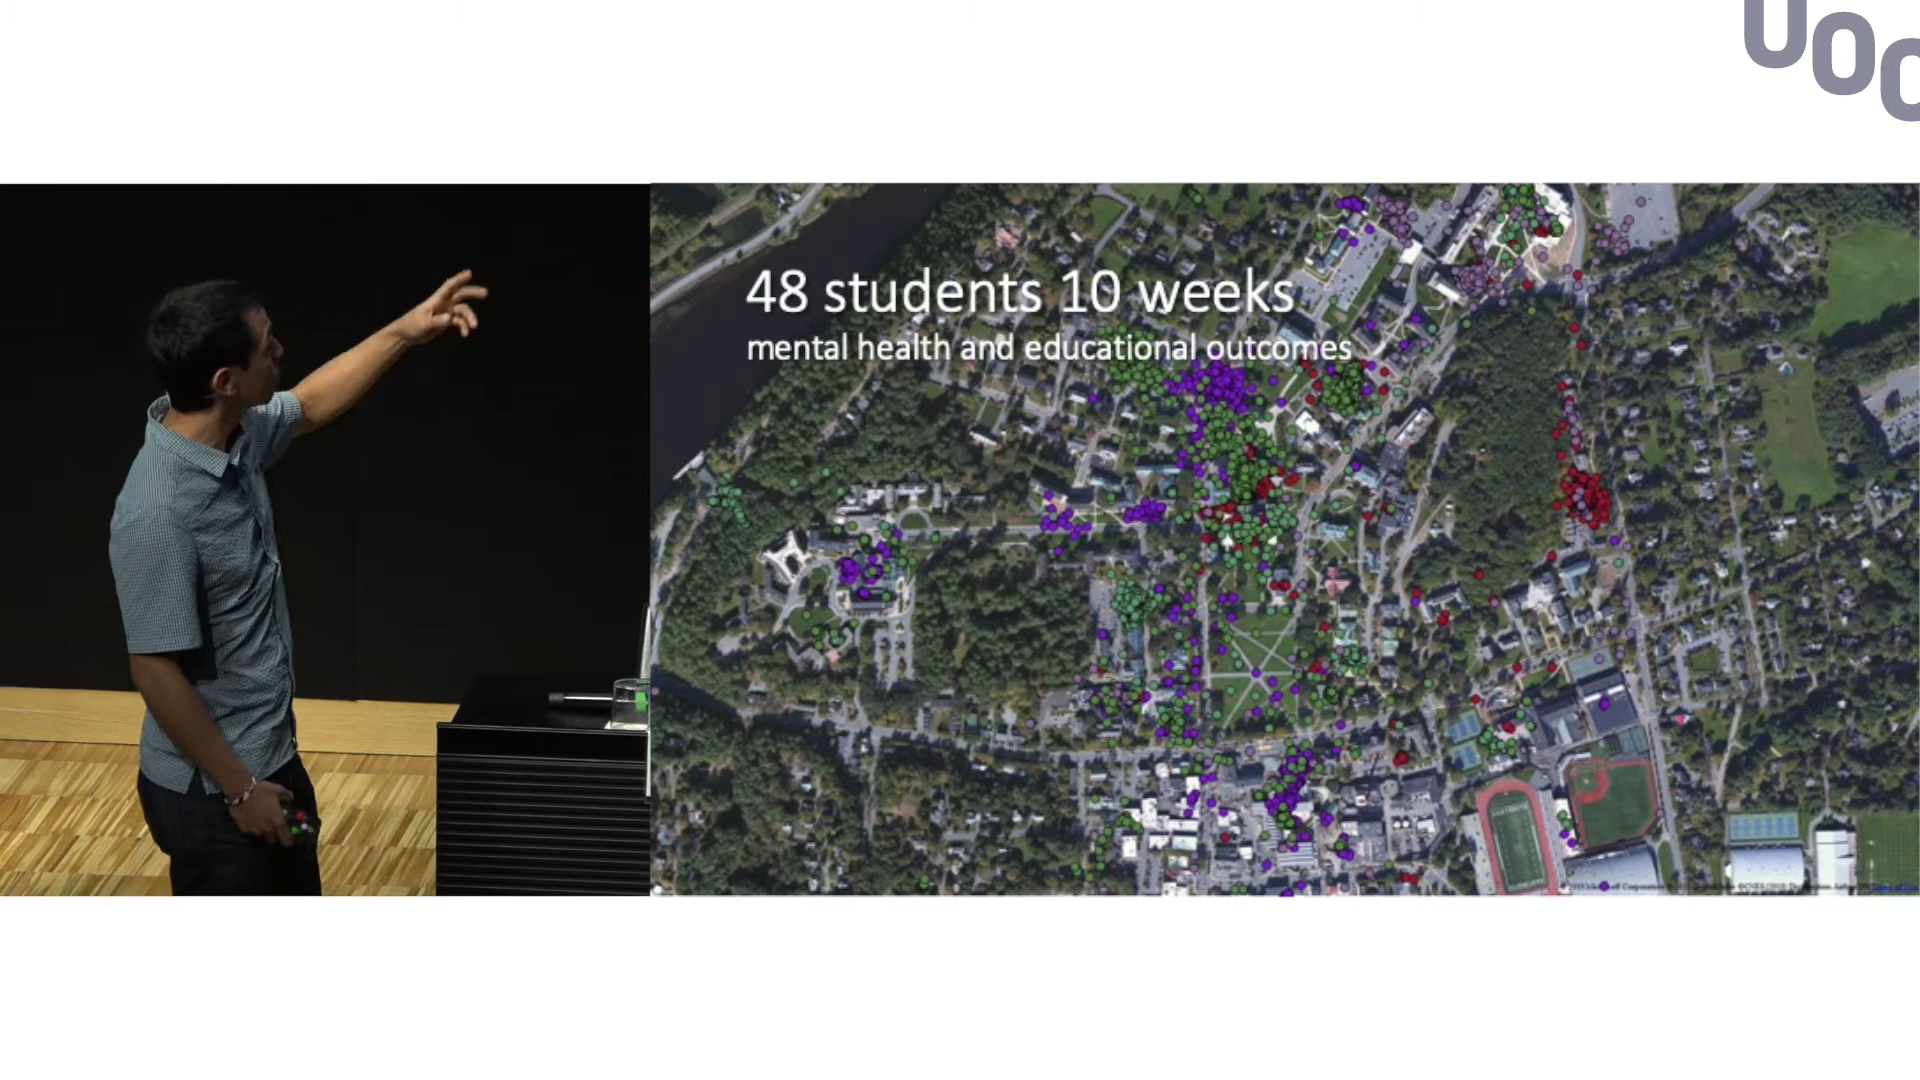 UOC
48 students 10 weeks
mental health and educational outcomes